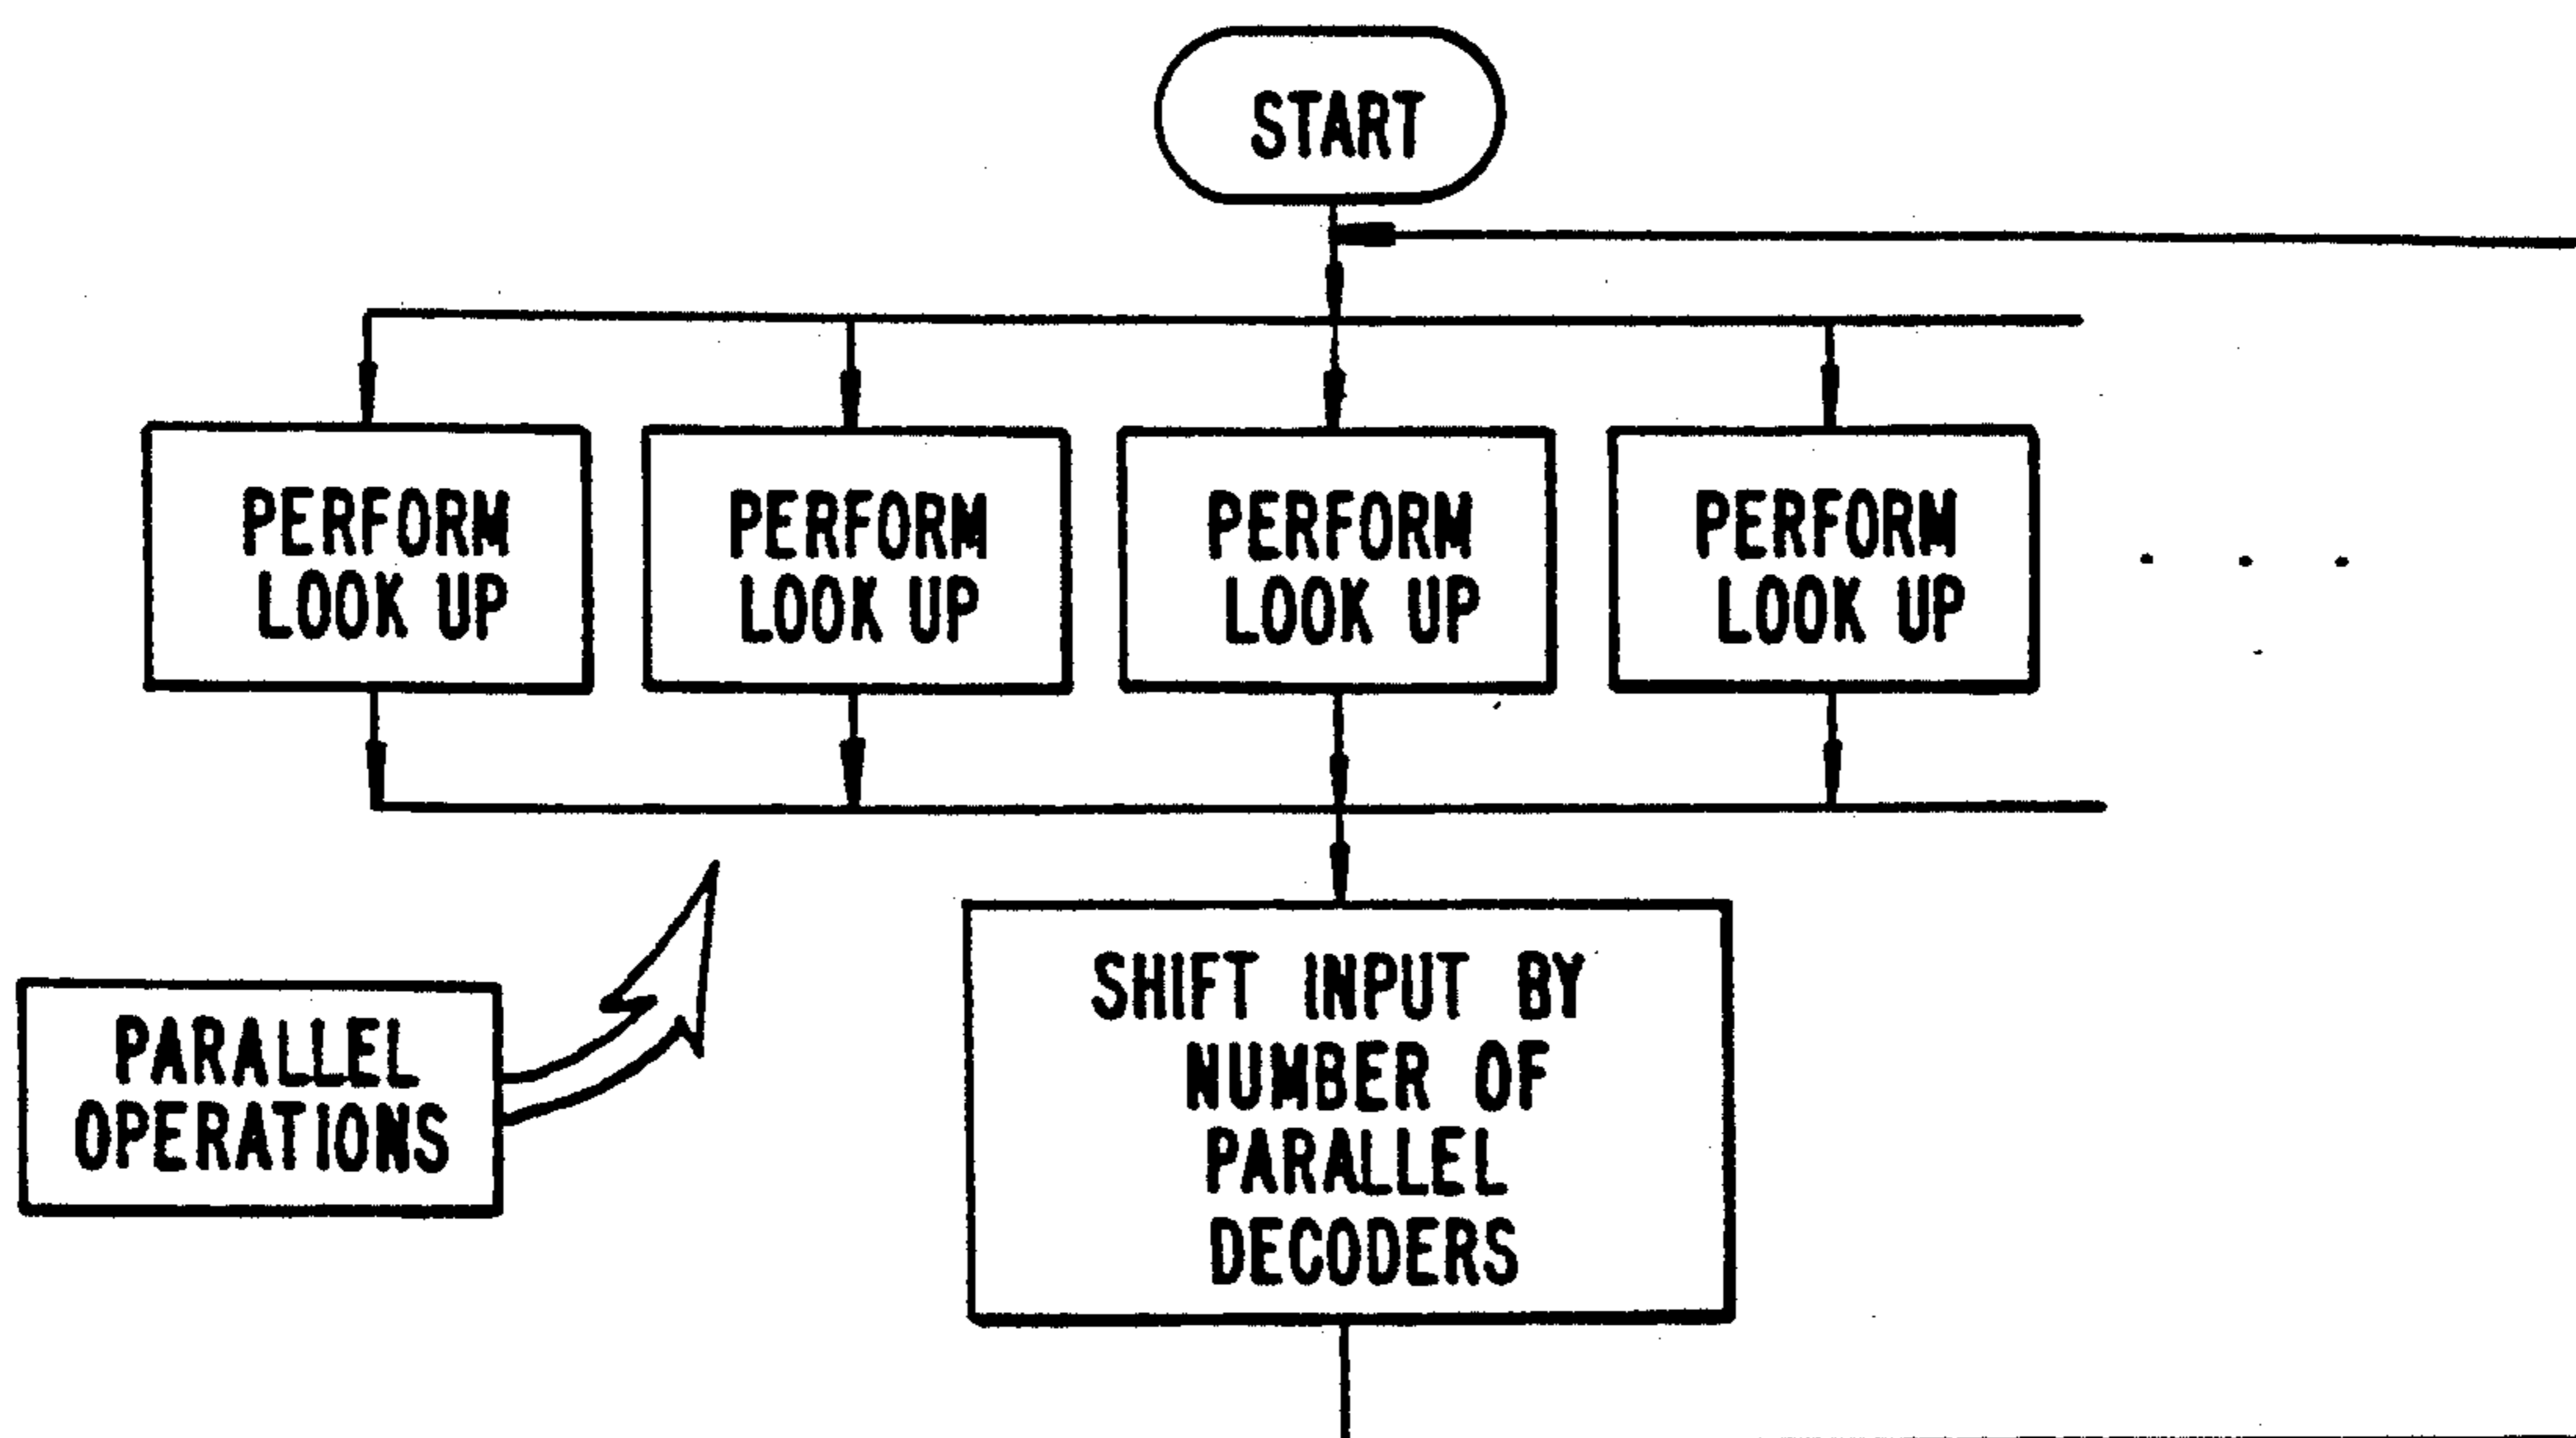 START
PERFORM
LOOK UP
PERFORM
LOOK UP
PERFORM
LOOK UP
PERFORM
LOOK UP
. . .
SHIFT INPUT BY
NUMBER OF
PARALLEL
DECODERS
PARALLEL
OPERATIONS